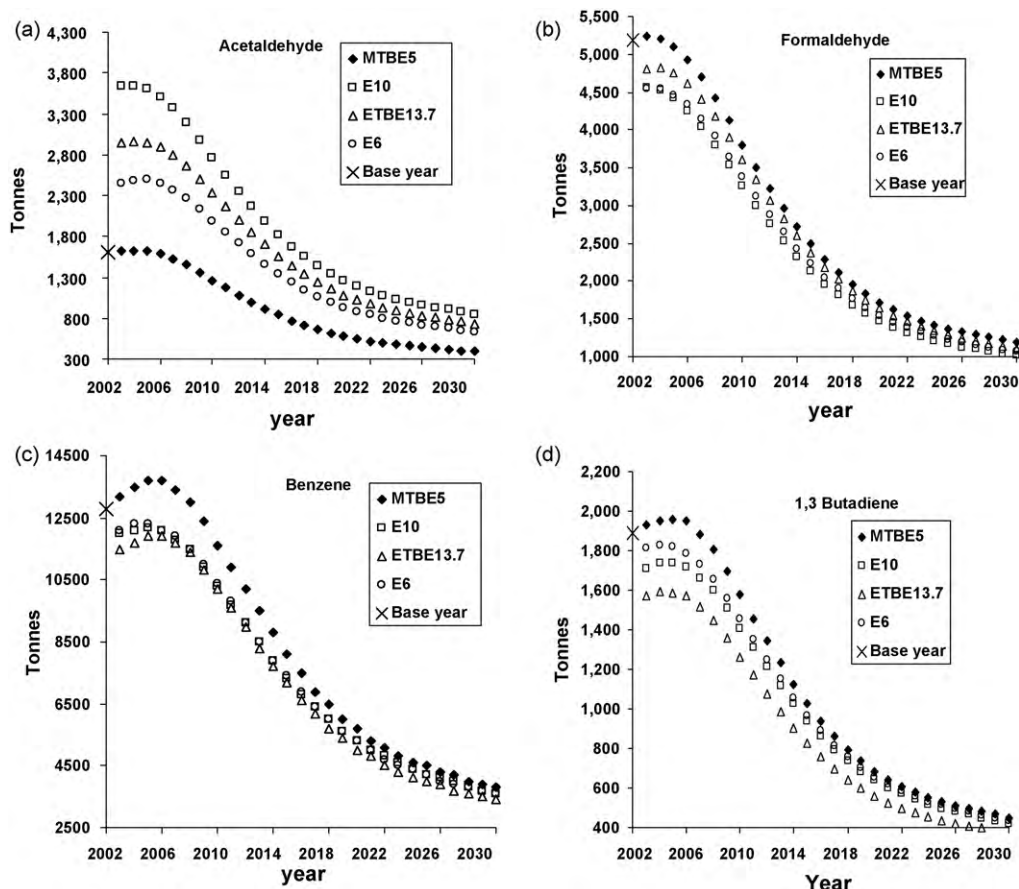 (a)
Acetaldehyde
4,300
3,800
3,300
2,800
2,300
1,800
1,300
800
300
Tonnes
MTBE5
E10
ETBE13.7
E6
Base year
2002 2006 2010 2014 2018 2022 2026 2030
year
(b)
Formaldehyde
5,500
5,000
4,500
4,000
3,500
3,000
2,500
2,000
1,500
1,000
Tonnes
MTBE5
E10
ETBE13.7
E6
Base year
2002 2006 2010 2014 2018 2022 2026 2030
year
(c)
Benzene
14500
12500
10500
8500
6500
4500
2500
Tonnes
MTBE5
E10
ETBE13.7
E6
Base year
2002 2006 2010 2014 2018 2022 2026 2030
year
(d)
1,3 Butadiene
2,200
2,000
1,800
1,600
1,400
1,200
1,000
800
600
400
Tonnes
MTBE5
E10
ETBE13.7
E6
Base year
2002 2006 2010 2014 2018 2022 2026 2030
Year